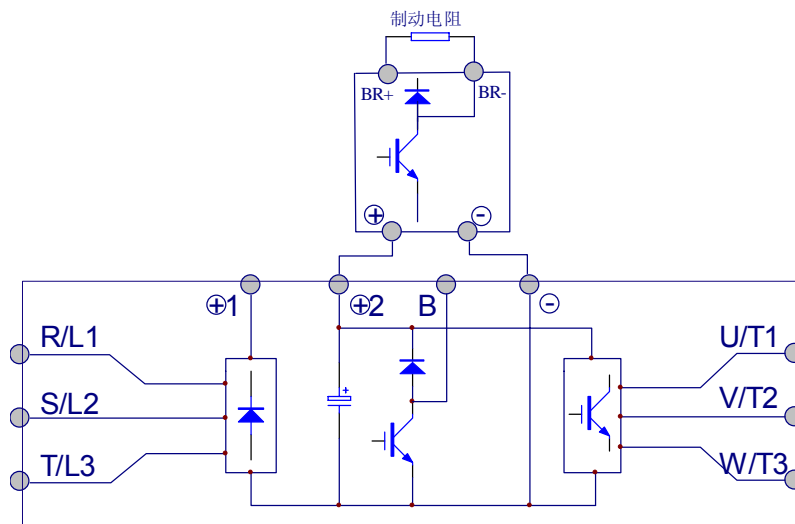 制动电阻
BR+ BR-
⊕ ⊖
⊕1 ⊕2 B ⊖
R/L1 U/T1
S/L2 V/T2
T/L3 W/T3
+